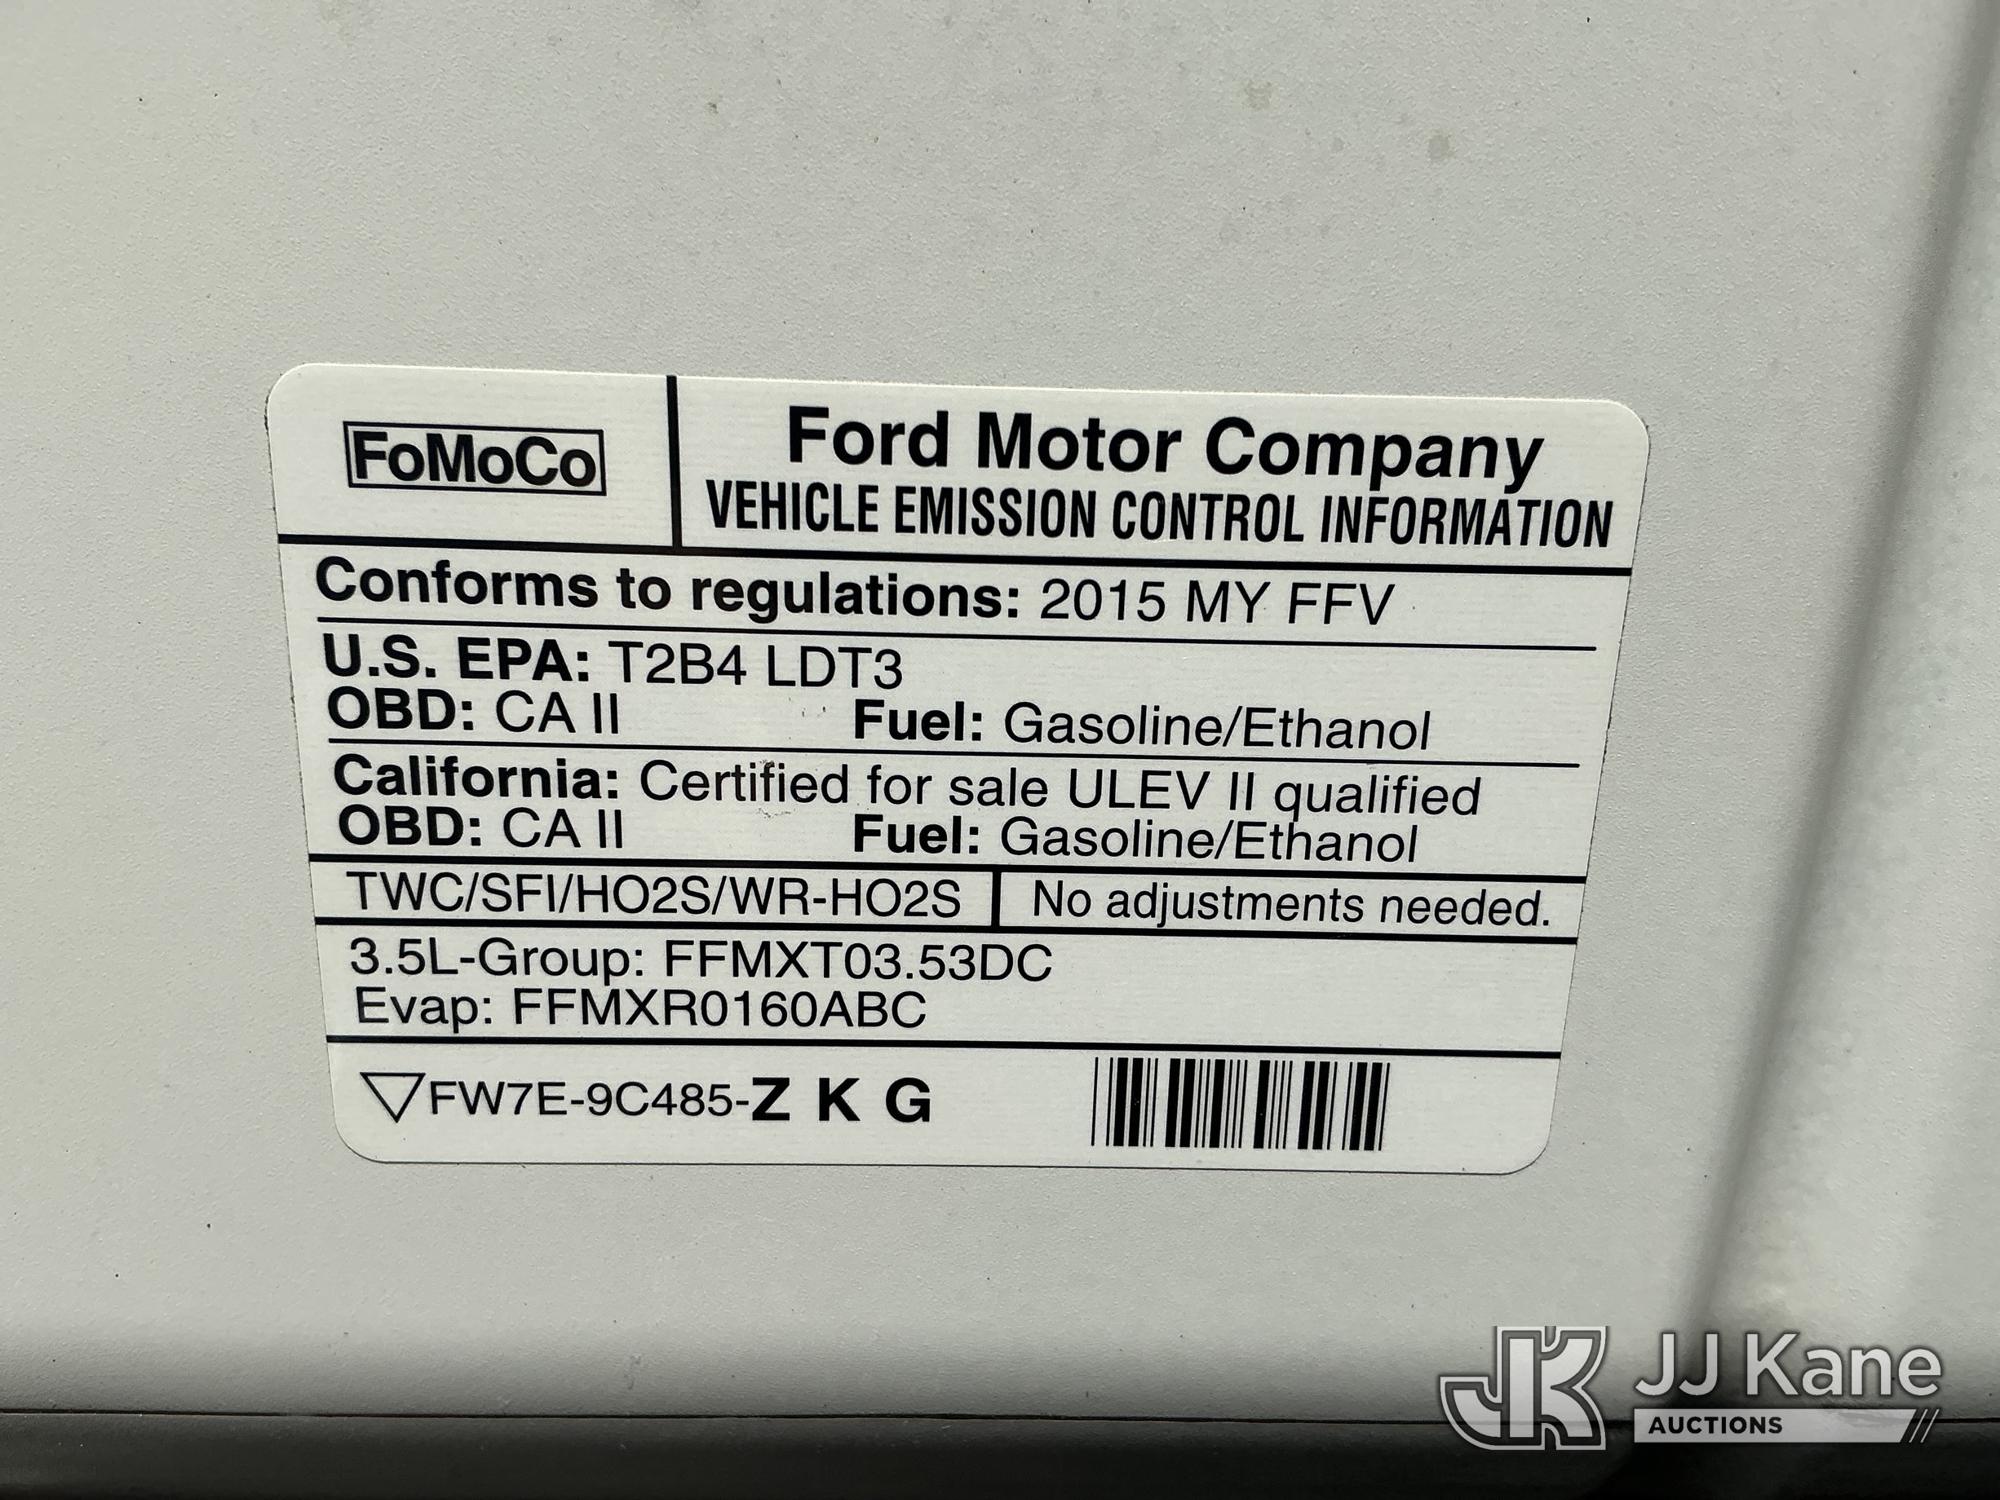 FoMoCo
Ford Motor Company
VEHICLE EMISSION CONTROL INFORMATION
Conforms to regulations: 2015 MY FFV
U.S. EPA: T2B4 LDT3
OBD: CA II Fuel: Gasoline/Ethanol
California: Certified for sale ULEV II qualified
OBD: CA II Fuel: Gasoline/Ethanol
TWC/SFI/HO2S/WR-HO2S No adjustments needed.
3.5L-Group: FFMXT03.53DC
Evap: FFMXR0160ABC
FW7E-9C485-Z K G
JK JJ Kane
AUCTIONS